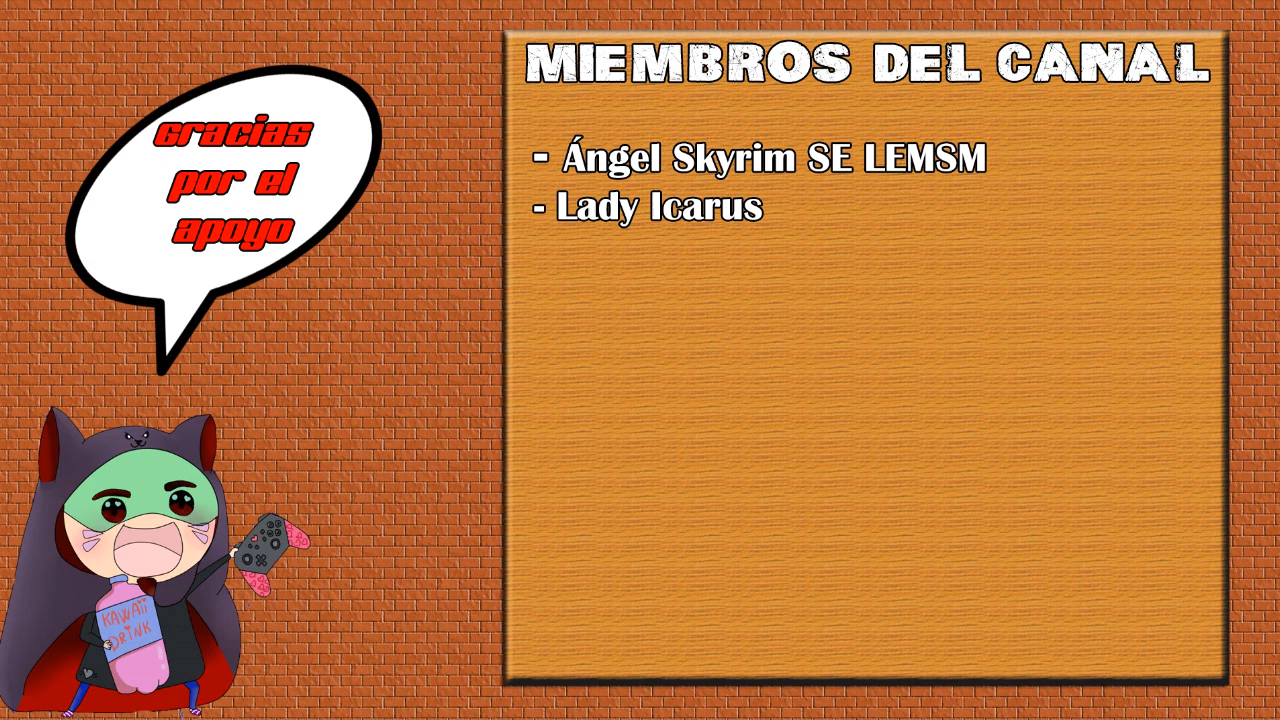 MIEMBROS DEL CANAL
Gracias
por el
apoyo
- Ángel Skyrim SE LEMSM
- Lady Icarus
KAWAii
DRiNK